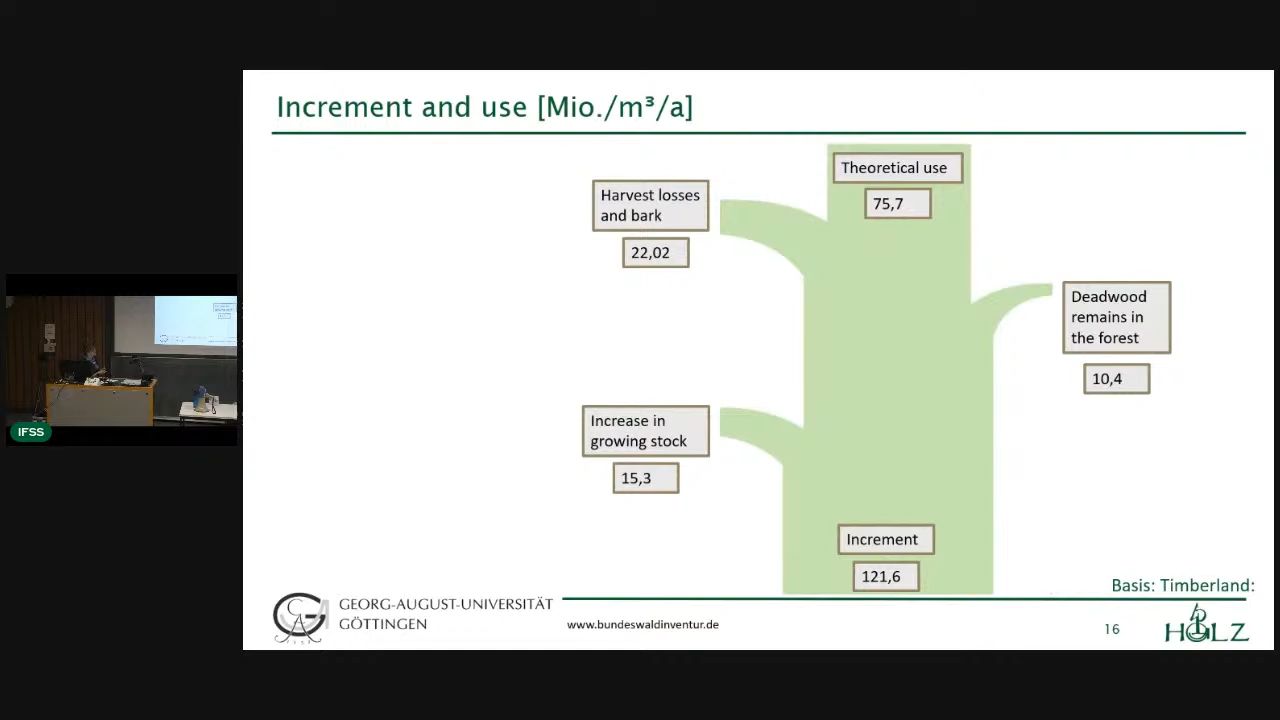 Increment and use [Mio./m³/a]
Theoretical use
75,7
Harvest losses
and bark
22,02
Deadwood
remains in
the forest
10,4
Increase in
growing stock
15,3
Increment
121,6
Basis: Timberland:
GEORG-AUGUST-UNIVERSITÄT
GÖTTINGEN
www.bundeswaldinventur.de
16
HOLZ
IFSS